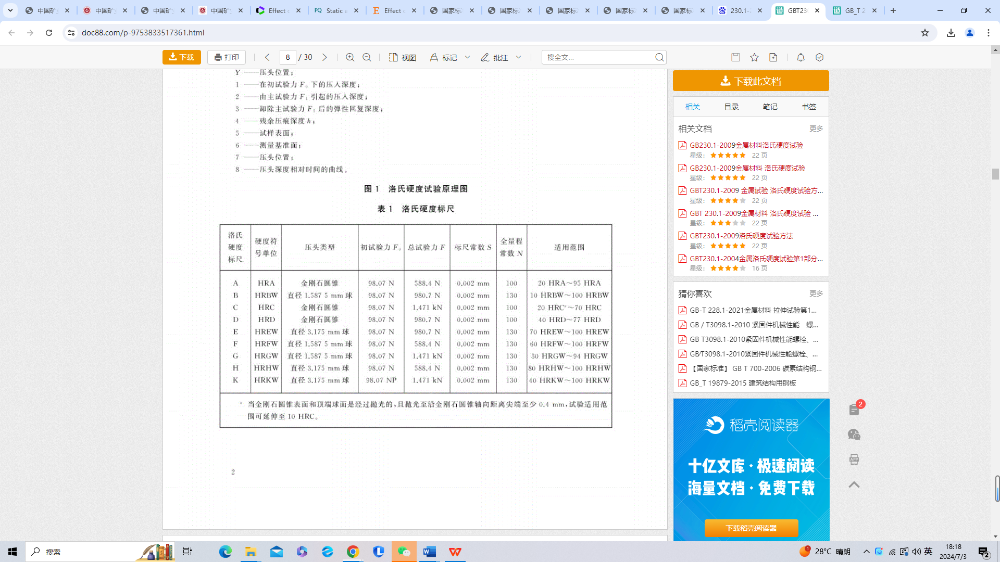 中国矿
中国矿
中国矿
中国矿
Effect
Static a
Effect
国家标
国家标
国家标
国家标
国家标
230.1-
GBT23
GB_T 2
doc88.com/p-9753833517361.html
下载
打印
8 / 30
视图
标记
批注
搜全文...
Y ——压头位置;
1 ——在初试验力 F₀ 下的压入深度;
2 ——由主试验力 F₁ 引起的压入深度;
3 ——卸除主试验力 F₁ 后的弹性回复深度;
4 ——残余压痕深度 h;
5 ——试样表面;
6 ——测量基准面;
7 ——压头位置;
8 ——压头深度相对时间的曲线。
图 1 洛氏硬度试验原理图
表 1 洛氏硬度标尺
洛氏硬度标尺 硬度符号单位 压头类型 初试验力 F₀ 总试验力 F 标尺常数 S 全量程常数 N 适用范围
A HRA 金刚石圆锥 98.07 N 588.4 N 0.002 mm 100 20 HRA～95 HRA
B HRBW 直径 1.587 5 mm 球 98.07 N 980.7 N 0.002 mm 130 10 HRBW～100 HRBW
C HRC 金刚石圆锥 98.07 N 1.471 kN 0.002 mm 100 20 HRCᵃ～70 HRC
D HRD 金刚石圆锥 98.07 N 980.7 N 0.002 mm 100 40 HRD～77 HRD
E HREW 直径 3.175 mm 球 98.07 N 980.7 N 0.002 mm 130 70 HREW～100 HREW
F HRFW 直径 1.587 5 mm 球 98.07 N 588.4 N 0.002 mm 130 60 HRFW～100 HRFW
G HRGW 直径 1.587 5 mm 球 98.07 N 1.471 kN 0.002 mm 130 30 HRGW～94 HRGW
H HRHW 直径 3.175 mm 球 98.07 N 588.4 N 0.002 mm 130 80 HRHW～100 HRHW
K HRKW 直径 3.175 mm 球 98.07 NP 1.471 kN 0.002 mm 130 40 HRKW～100 HRKW
ᵃ 当金刚石圆锥表面和顶端球面是经过抛光的,且抛光至沿金刚石圆锥轴向距离尖端至少 0.4 mm,试验适用范
围可延伸至 10 HRC。
2
下载此文档
相关 目录 笔记 书签
相关文档 更多
GB230.1-2009金属材料洛氏硬度试验
星级: 22 页
GB230.1-2009金属材料 洛氏硬度试验
星级: 22 页
GBT230.1-2009 金属试验 洛氏硬度试验方...
星级: 22 页
GBT 230.1-2009金属材料 洛氏硬度试验 ...
星级: 22 页
GBT230.1-2009洛氏硬度试验方法
星级: 22 页
GBT230.1-2004金属洛氏硬度试验第1部分...
星级: 16 页
猜你喜欢 更多
GB-T 228.1-2021金属材料 拉伸试验第1...
GB / T3098.1-2010 紧固件机械性能 螺...
GB T3098.1-2010紧固件机械性能螺栓、...
GB/T3098.1-2010紧固件机械性能螺栓、...
【国家标准】 GB T 700-2006 碳素结构钢...
GB_T 19879-2015 建筑结构用钢板
稻壳阅读器
十亿文库·极速阅读
海量文档·免费下载
下载稻壳阅读器
2
APP
搜索
1
28°C 晴朗
英
18:18
2024/7/3
2